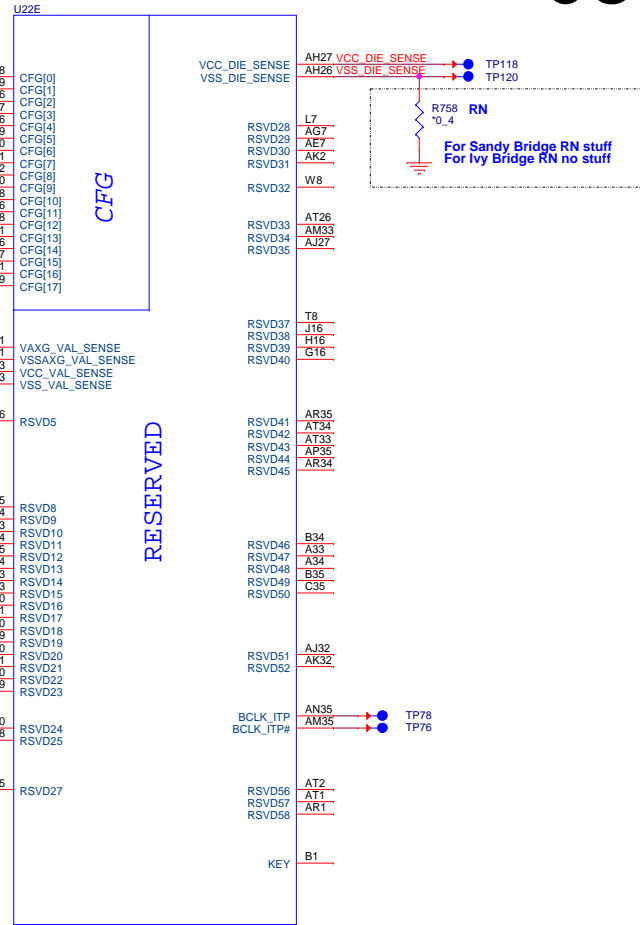 U22E
VCC_DIE_SENSE AH27 VCC_DIE_SENSE TP118
VSS_DIE_SENSE AH26 VSS_DIE_SENSE TP120
CFG[0]
CFG[1]
CFG[2]
CFG[3]
CFG[4]
CFG[5]
CFG[6]
CFG[7]
CFG[8]
CFG[9]
CFG[10]
CFG[11]
CFG[12]
CFG[13]
CFG[14]
CFG[15]
CFG[16]
CFG[17]
CFG
R758 RN
*0_4
For Sandy Bridge RN stuff
For Ivy Bridge RN no stuff
RSVD28 L7
RSVD29 AG7
RSVD30 AE7
RSVD31 AK2
RSVD32 W8
RSVD33 AT26
RSVD34 AM33
RSVD35 AJ27
RSVD37 T8
RSVD38 J16
RSVD39 H16
RSVD40 G16
VAXG_VAL_SENSE
VSSAXG_VAL_SENSE
VCC_VAL_SENSE
VSS_VAL_SENSE
RSVD5
RESERVED
RSVD41 AR35
RSVD42 AT34
RSVD43 AT33
RSVD44 AP35
RSVD45 AR34
RSVD8
RSVD9
RSVD10
RSVD11
RSVD12
RSVD13
RSVD14
RSVD15
RSVD16
RSVD17
RSVD18
RSVD19
RSVD20
RSVD21
RSVD22
RSVD23
RSVD46 B34
RSVD47 A33
RSVD48 A34
RSVD49 B35
RSVD50 C35
RSVD51 AJ32
RSVD52 AK32
BCLK_ITP AN35 TP78
BCLK_ITP# AM35 TP76
RSVD24
RSVD25
RSVD27
RSVD56 AT2
RSVD57 AT1
RSVD58 AR1
KEY B1